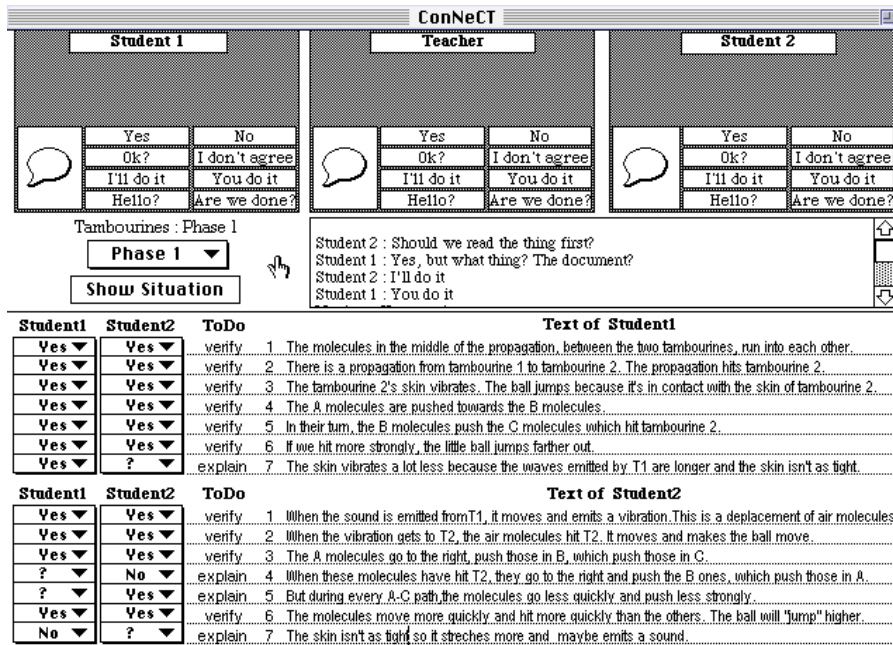 ConNeCT
Student 1 Teacher Student 2
Yes No Yes No Yes No
Ok? I don't agree Ok? I don't agree Ok? I don't agree
I'll do it You do it I'll do it You do it I'll do it You do it
Hello? Are we done? Hello? Are we done? Hello? Are we done?
Tambourines : Phase 1
Phase 1
Show Situation
Student 2 : Should we read the thing first?
Student 1 : Yes, but what thing? The document?
Student 2 : I'll do it
Student 1 : You do it
Student1 Student2 ToDo Text of Student1
Yes Yes verify 1 The molecules in the middle of the propagation, between the two tambourines, run into each other.
Yes Yes verify 2 There is a propagation from tambourine 1 to tambourine 2. The propagation hits tambourine 2.
Yes Yes verify 3 The tambourine 2's skin vibrates. The ball jumps because it's in contact with the skin of tambourine 2.
Yes Yes verify 4 The A molecules are pushed towards the B molecules.
Yes Yes verify 5 In their turn, the B molecules push the C molecules which hit tambourine 2.
Yes Yes verify 6 If we hit more strongly, the little ball jumps farther out.
Yes ? explain 7 The skin vibrates a lot less because the waves emitted by T1 are longer and the skin isn't as tight.
Student1 Student2 ToDo Text of Student2
Yes Yes verify 1 When the sound is emitted fromT1, it moves and emits a vibration.This is a deplacement of air molecules
Yes Yes verify 2 When the vibration gets to T2, the air molecules hit T2. It moves and makes the ball move.
Yes Yes verify 3 The A molecules go to the right, push those in B, which push those in C.
? No explain 4 When these molecules have hit T2, they go to the right and push the B ones, which push those in A.
? Yes explain 5 But during every A-C path,the molecules go less quickly and push less strongly.
Yes Yes verify 6 The molecules move more quickly and hit more quickly than the others. The ball will "jump" higher.
No ? explain 7 The skin isn't as tight so it streches more and maybe emits a sound.